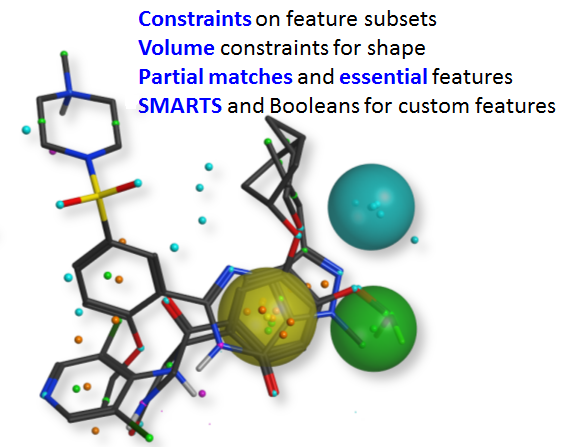 Constraints on feature subsets
Volume constraints for shape
Partial matches and essential features
SMARTS and Booleans for custom features